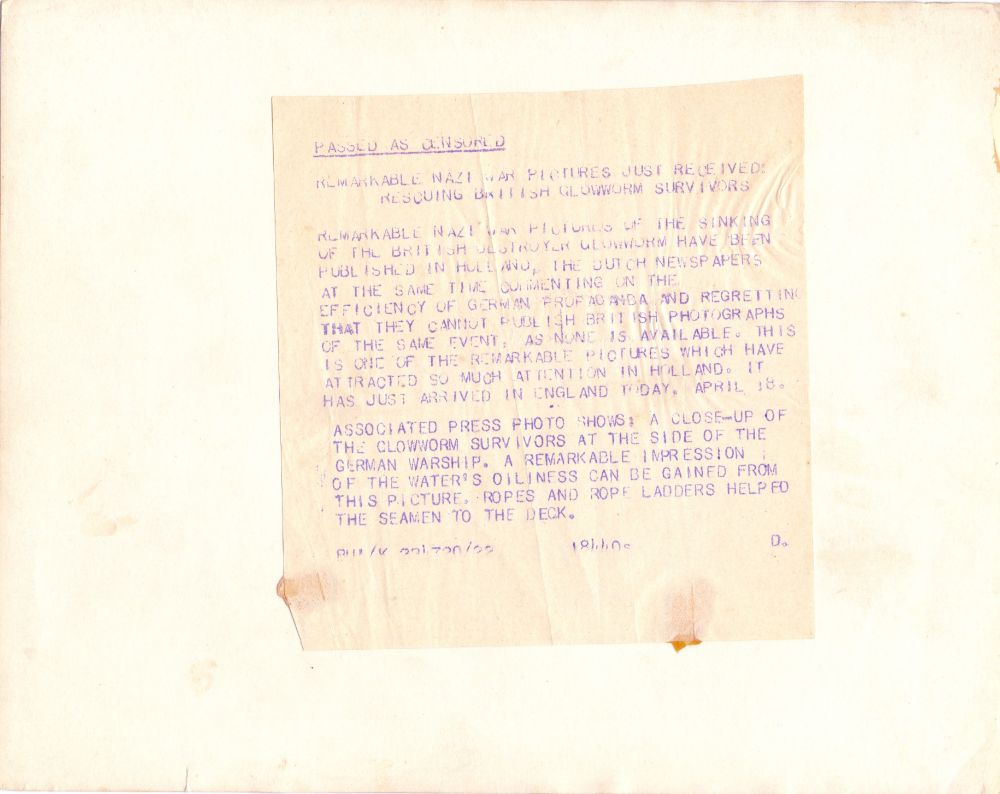 PASSED AS CENSORED
REMARKABLE NAZI WAR PICTURES JUST RECEIVED:
RESCUING BRITISH GLOWWORM SURVIVORS
REMARKABLE NAZI WAR PICTURES OF THE SINKING
OF THE BRITISH DESTROYER GLOWWORM HAVE BEEN
PUBLISHED IN HOLLAND, THE DUTCH NEWSPAPERS
AT THE SAME TIME COMMENTING ON THE
EFFICIENCY OF GERMAN PROPAGANDA AND REGRETTING
THAT THEY CANNOT PUBLISH BRITISH PHOTOGRAPHS
OF THE SAME EVENT, AS NONE IS AVAILABLE. THIS
IS ONE OF THE REMARKABLE PICTURES WHICH HAVE
ATTRACTED SO MUCH ATTENTION IN HOLLAND. IT
HAS JUST ARRIVED IN ENGLAND TODAY, APRIL 18.
ASSOCIATED PRESS PHOTO SHOWS: A CLOSE-UP OF
THE GLOWWORM SURVIVORS AT THE SIDE OF THE
GERMAN WARSHIP. A REMARKABLE IMPRESSION
OF THE WATER'S OILINESS CAN BE GAINED FROM
THIS PICTURE. ROPES AND ROPE LADDERS HELPED
THE SEAMEN TO THE DECK.
D.